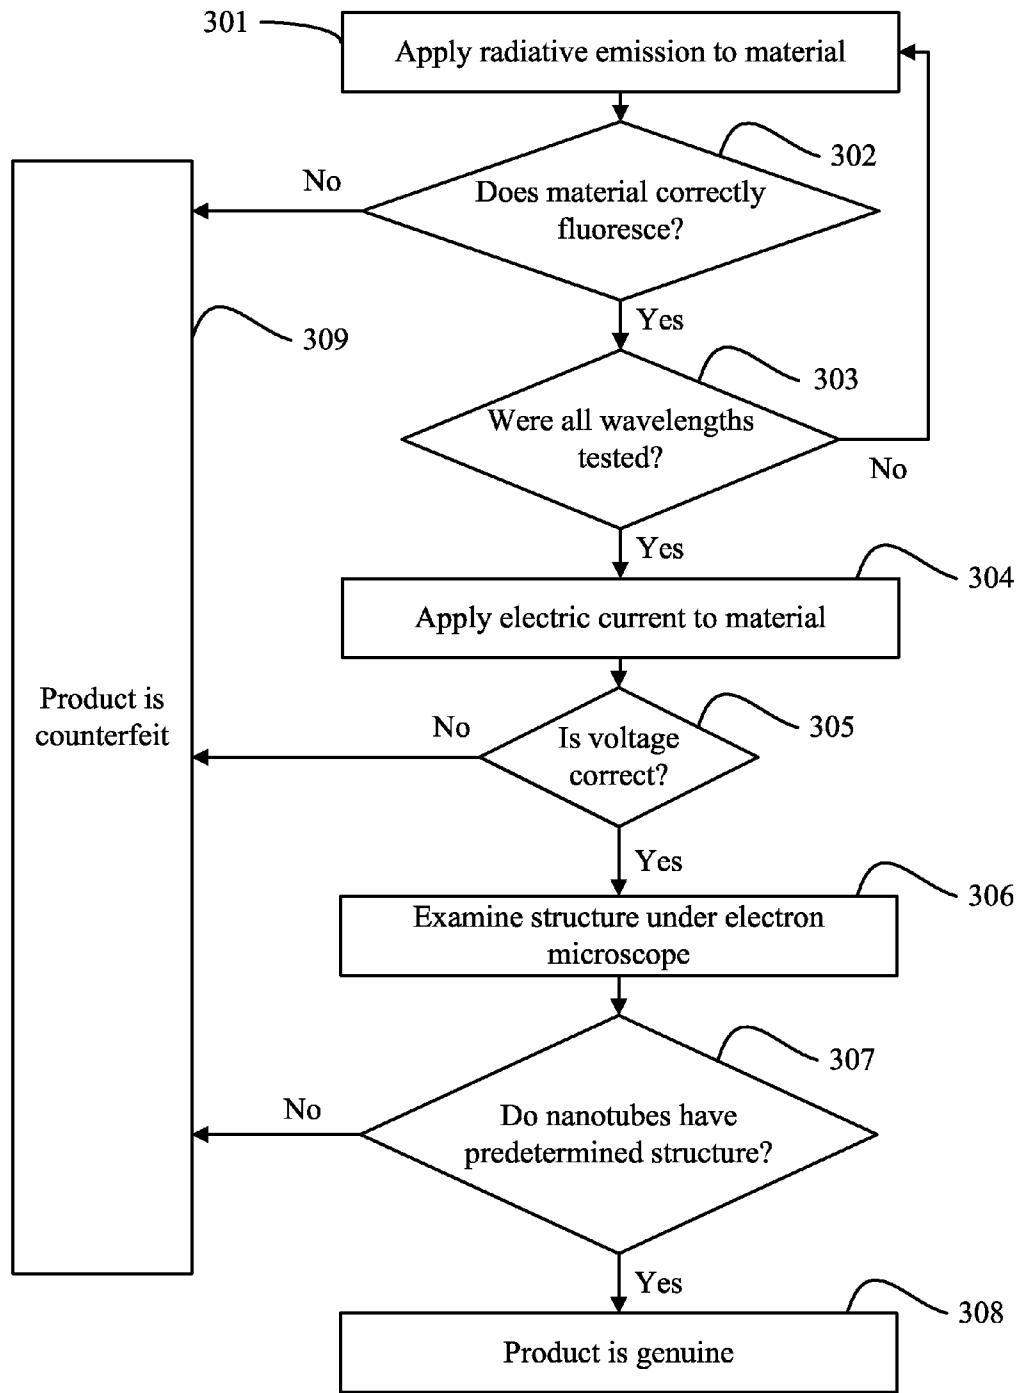 301
Apply radiative emission to material
302
No
Does material correctly
fluoresce?
Yes
309
303
Were all wavelengths
tested?
No
Yes
304
Apply electric current to material
Product is
counterfeit
305
No
Is voltage
correct?
Yes
306
Examine structure under electron
microscope
307
No
Do nanotubes have
predetermined structure?
Yes
308
Product is genuine